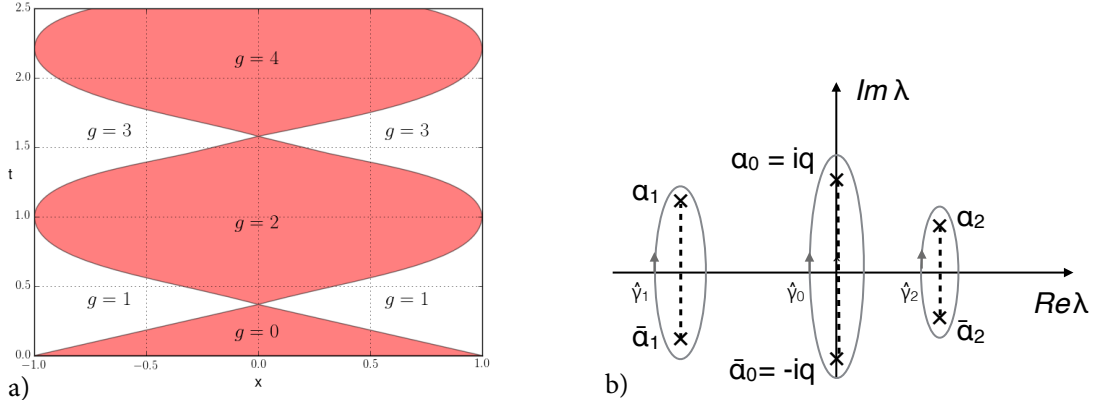 2.5
g = 4
2.0
g = 3
g = 3
1.5
t
g = 2
1.0
0.5
g = 1
g = 1
g = 0
0.0
−1.0
−0.5
0.0
0.5
1.0
x
a)
Im λ
α₀ = iq
α₁
α₂
γ̂₁
γ̂₀
γ̂₂
Re λ
ᾱ₁
ᾱ₂
ᾱ₀= -iq
b)